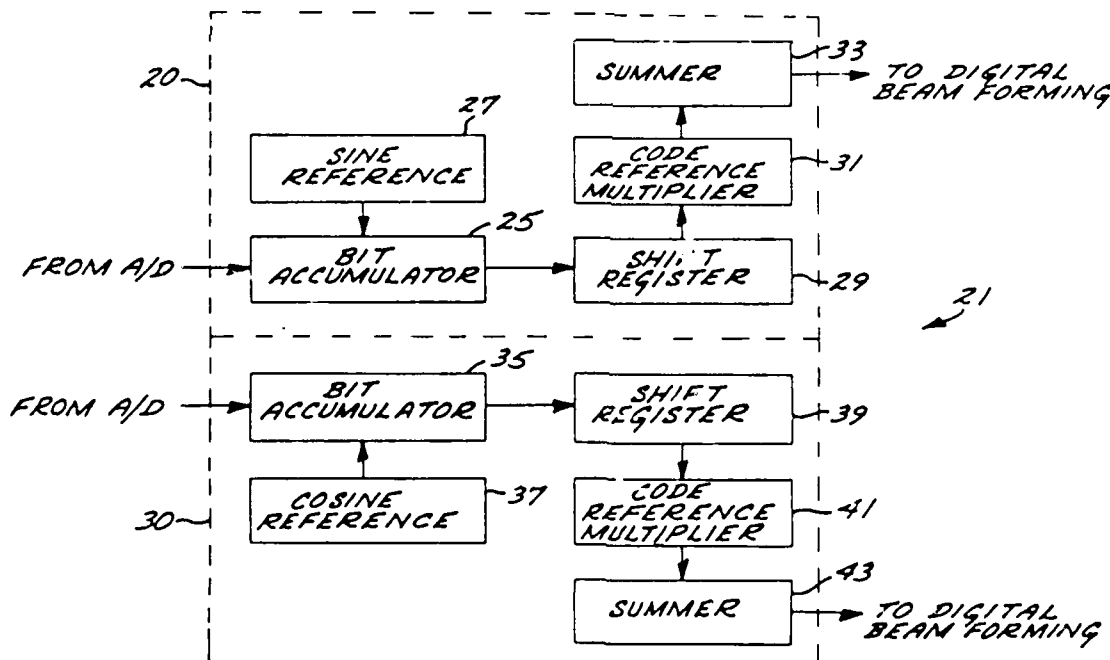 20
SUMMER
33
TO DIGITAL
BEAM FORMING
27
SINE
REFERENCE
CODE
REFERENCE
MULTIPLIER
31
FROM A/D
25
BIT
ACCUMULATOR
SHIFT
REGISTER
29
21
FROM A/D
35
BIT
ACCUMULATOR
SHIFT
REGISTER
39
30
COSINE
REFERENCE
37
CODE
REFERENCE
MULTIPLIER
41
SUMMER
43
TO DIGITAL
BEAM FORMING